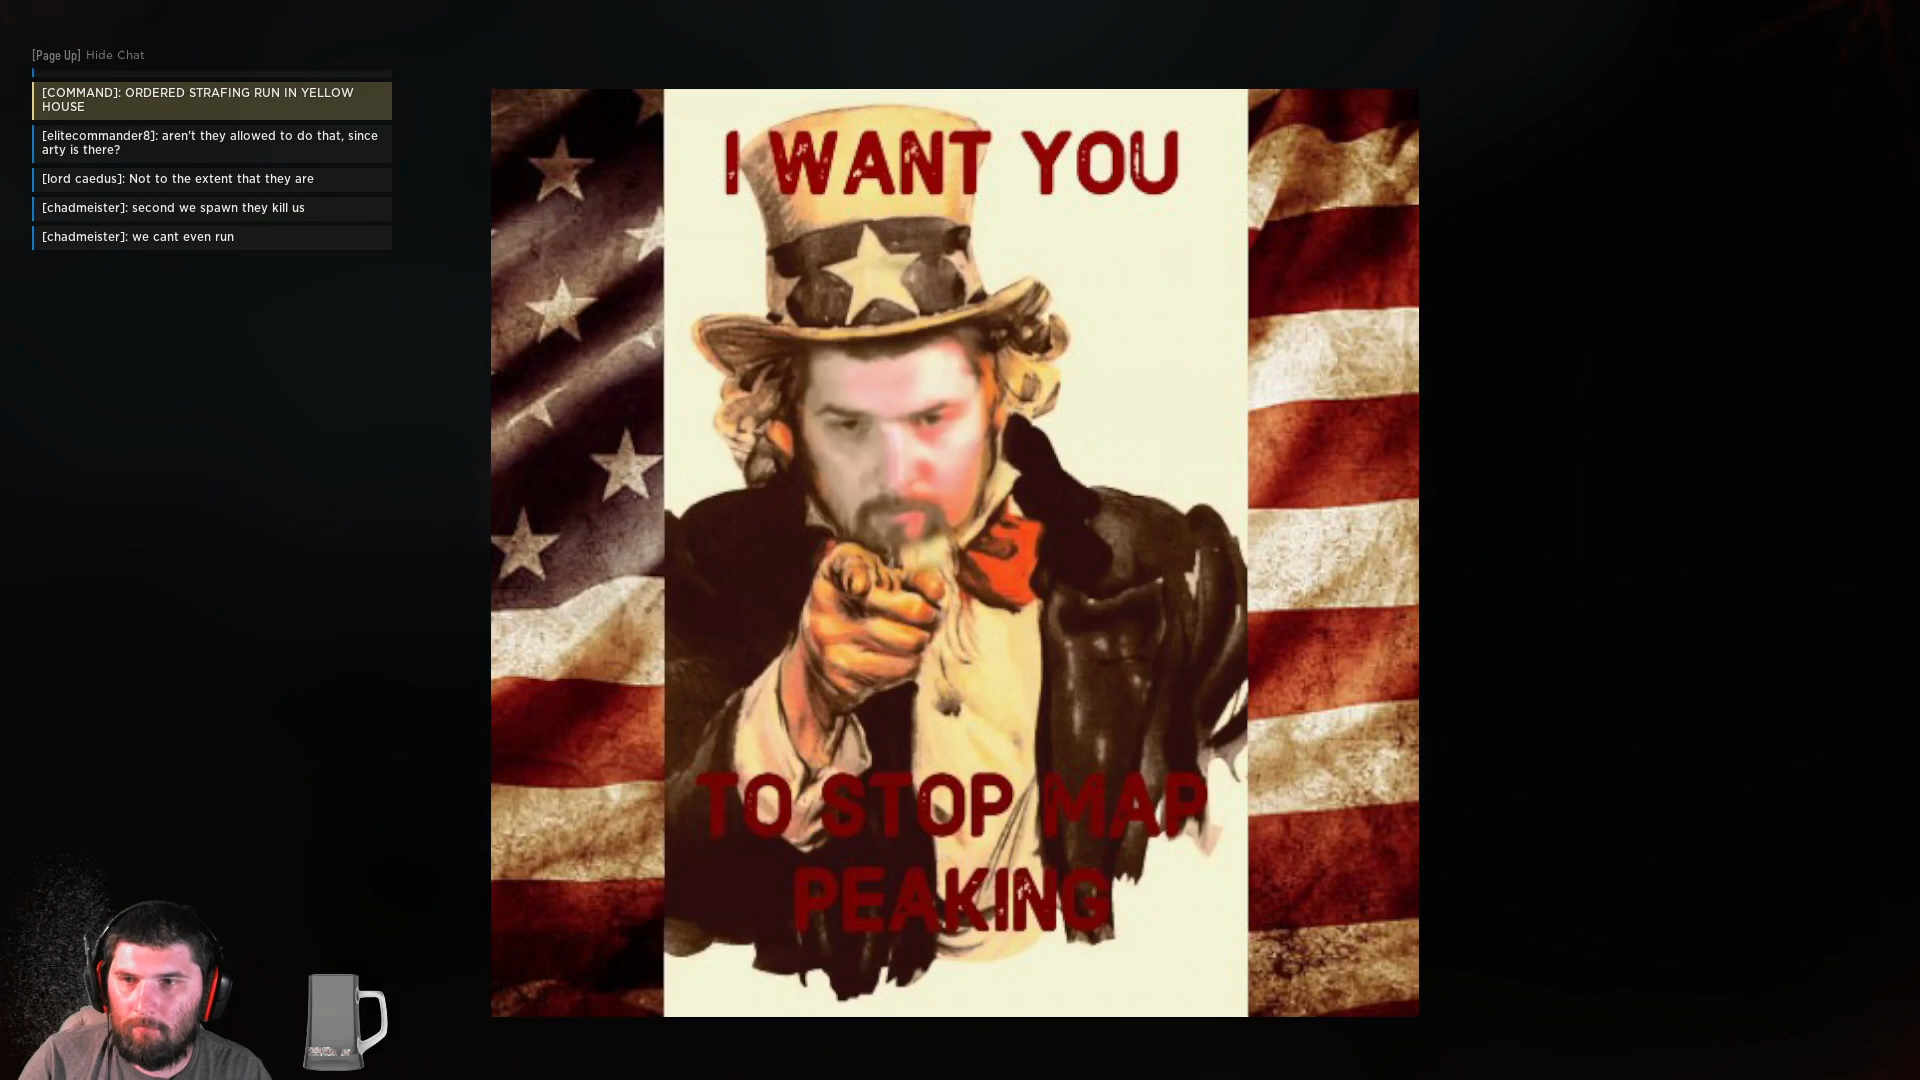 [Page Up] Hide Chat
[COMMAND]: ORDERED STRAFING RUN IN YELLOW
HOUSE
[elitecommander8]: aren't they allowed to do that, since
arty is there?
[lord caedus]: Not to the extent that they are
[chadmeister]: second we spawn they kill us
[chadmeister]: we cant even run
I WANT YOU
TO STOP MAP
PEAKING